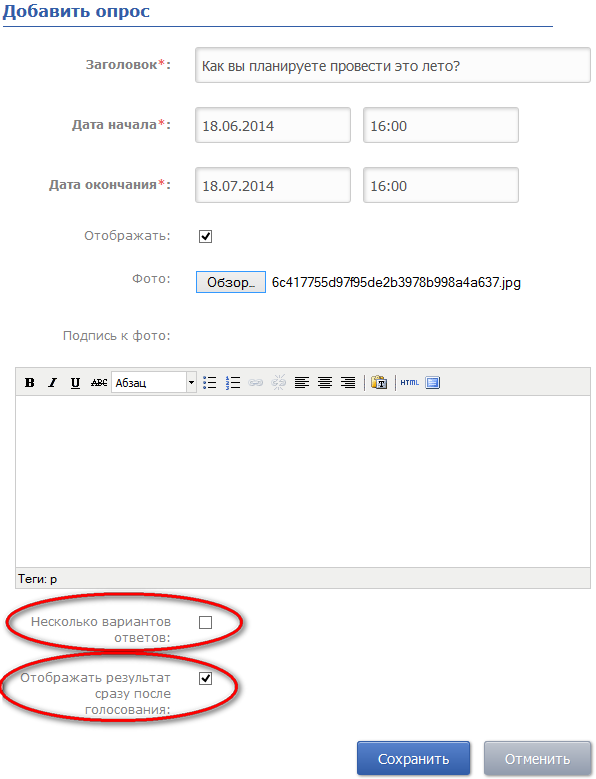 Добавить опрос
Заголовок*: Как вы планируете провести это лето?
Дата начала*: 18.06.2014 16:00
Дата окончания*: 18.07.2014 16:00
Отображать:
Фото: Обзор… 6c417755d97f95de2b3978b998a4a637.jpg
Подпись к фото:
B I U ABC Абзац HTML
Теги: p
Несколько вариантов
ответов:
Отображать результат
сразу после
голосования:
Сохранить Отменить